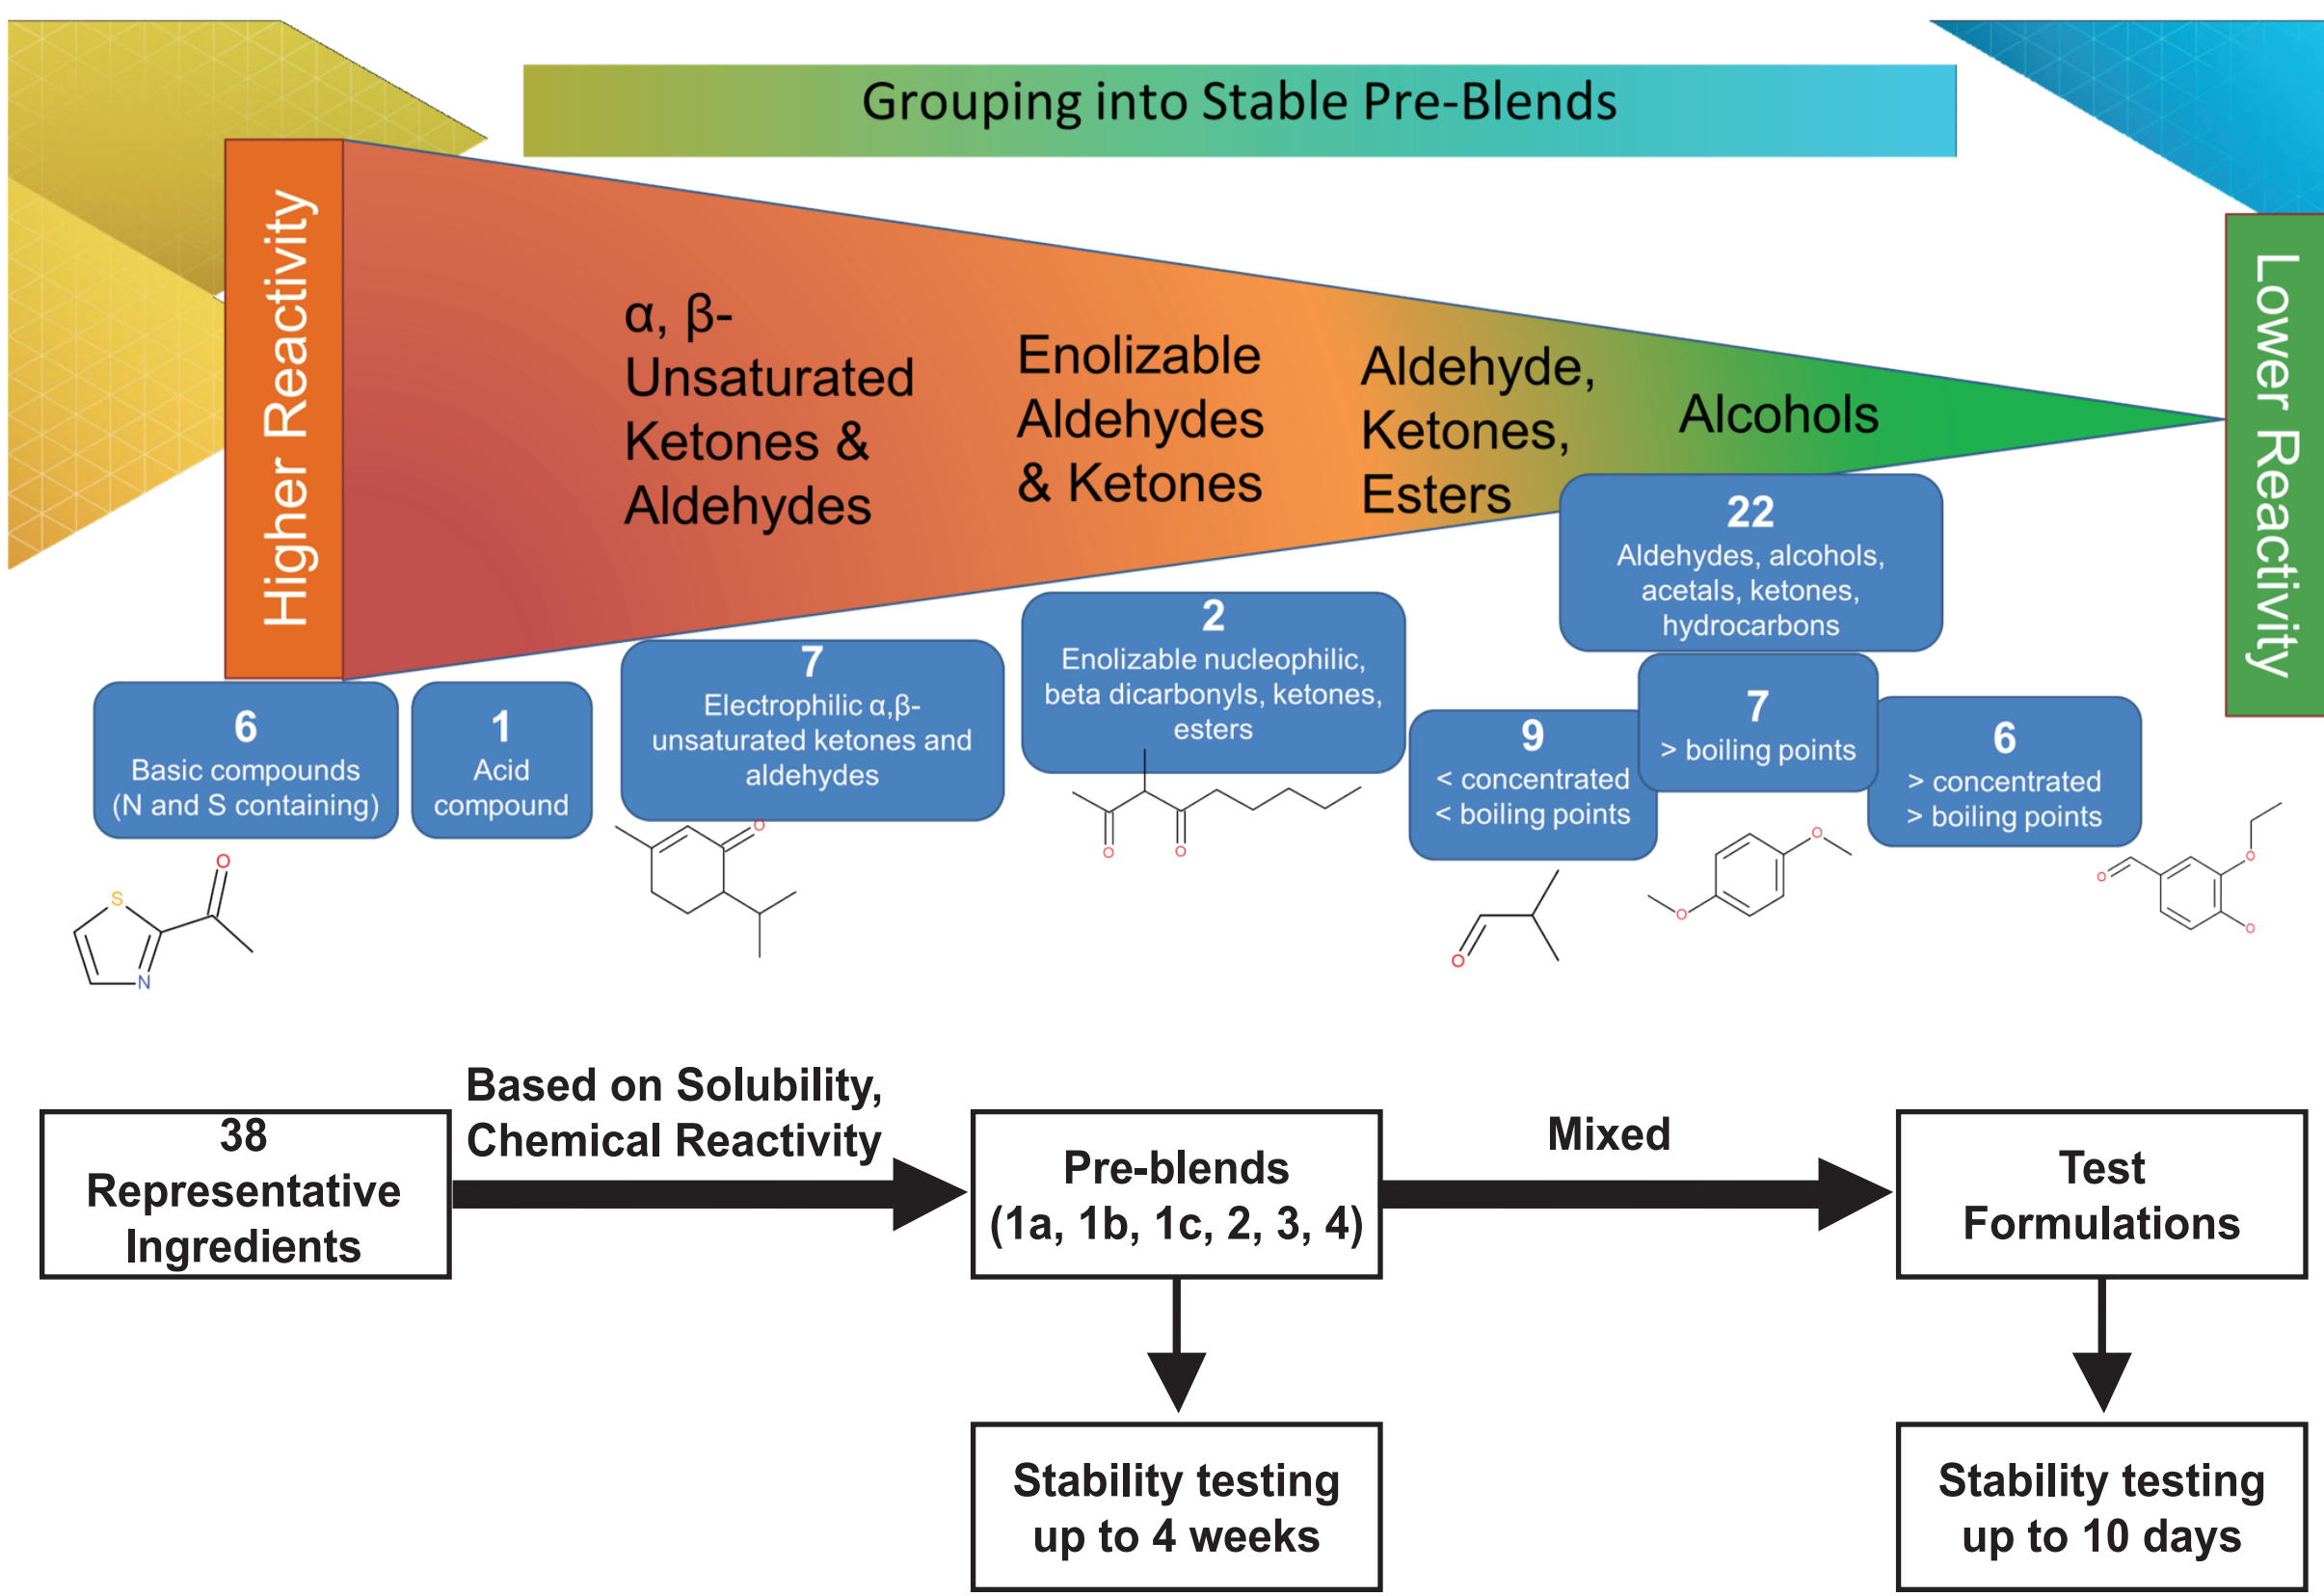 Grouping into Stable Pre-Blends
Higher Reactivity
α, β-
Unsaturated
Ketones &
Aldehydes
Enolizable
Aldehydes
& Ketones
Aldehyde,
Ketones,
Esters
Alcohols
Lower Reactivity
6
Basic compounds
(N and S containing)
1
Acid
compound
7
Electrophilic α,β-
unsaturated ketones and
aldehydes
2
Enolizable nucleophilic,
beta dicarbonyls, ketones,
esters
22
Aldehydes, alcohols,
acetals, ketones,
hydrocarbons
9
< concentrated
< boiling points
7
> boiling points
6
> concentrated
> boiling points
S
N
O
O
O
O
O
O
O
O
O
O
38
Representative
Ingredients
Based on Solubility,
Chemical Reactivity
Pre-blends
(1a, 1b, 1c, 2, 3, 4)
Mixed
Test
Formulations
Stability testing
up to 4 weeks
Stability testing
up to 10 days